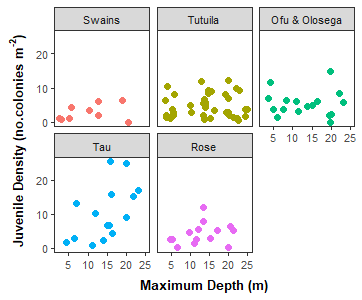 Swains Tutuila Ofu & Olosega
20
10
0
5 10 15 20 25
Tau Rose
20
10
0
5 10 15 20 25 5 10 15 20 25
Juvenile Density (no.colonies m⁻²)
Maximum Depth (m)